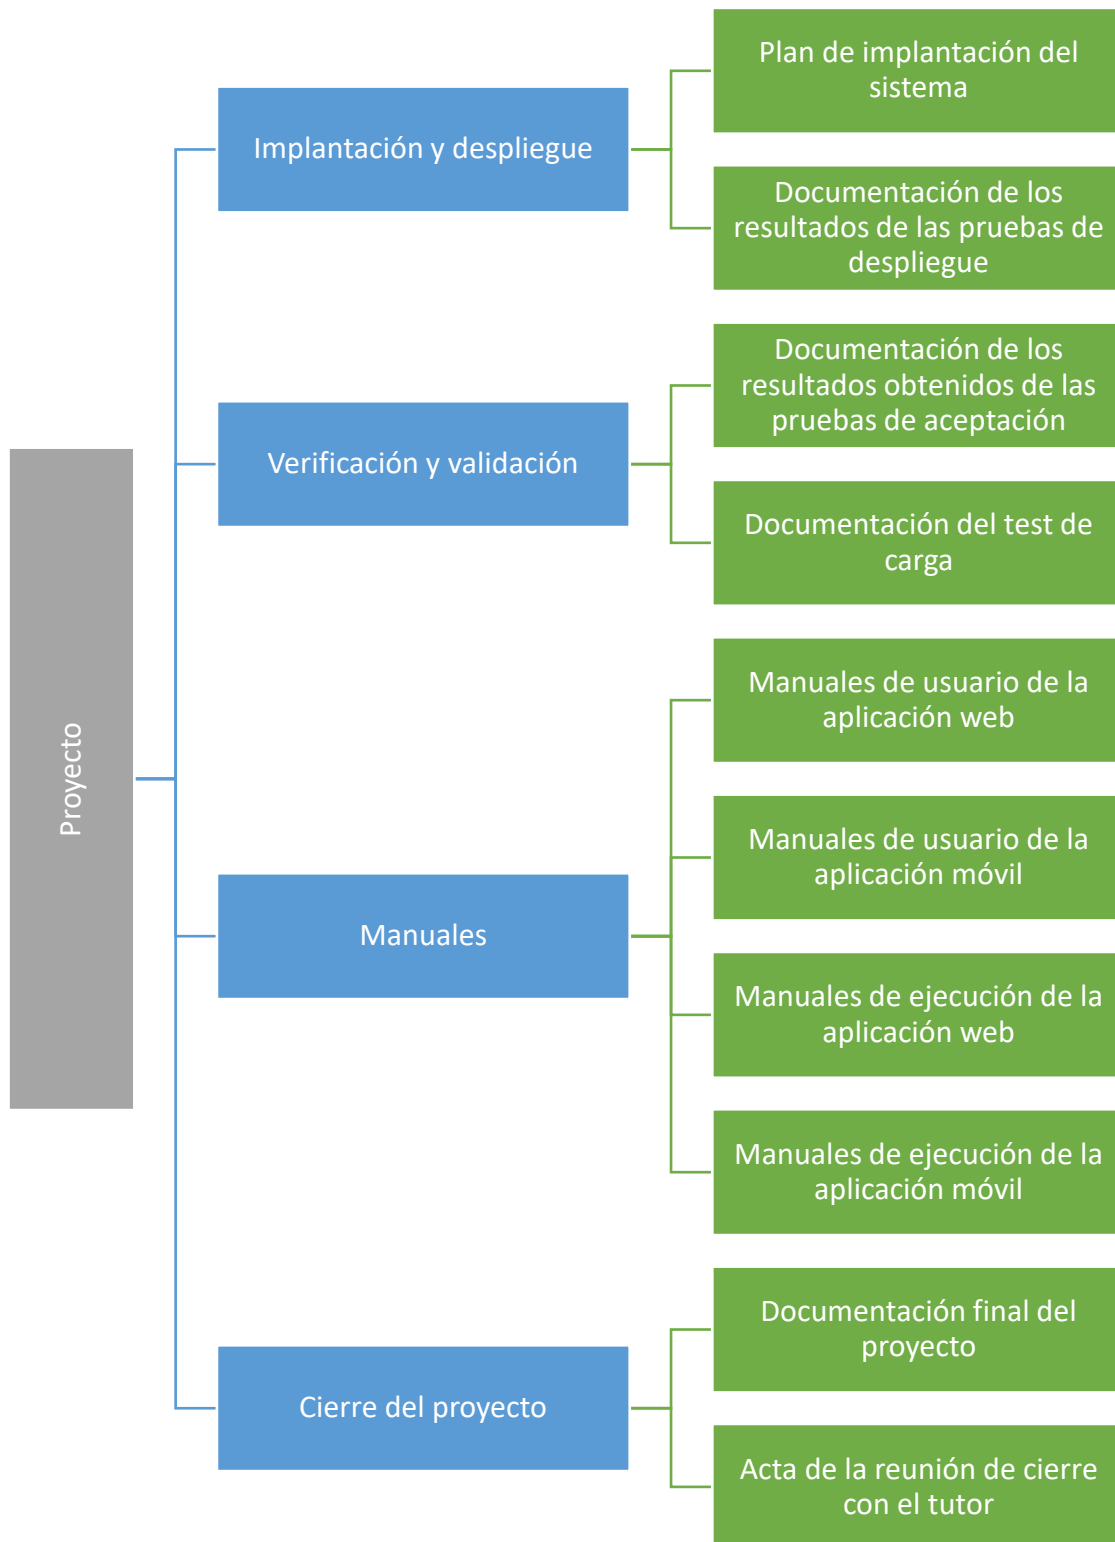 Proyecto
Implantación y despliegue
Plan de implantación del
sistema
Documentación de los
resultados de las pruebas de
despliegue
Verificación y validación
Documentación de los
resultados obtenidos de las
pruebas de aceptación
Documentación del test de
carga
Manuales
Manuales de usuario de la
aplicación web
Manuales de usuario de la
aplicación móvil
Manuales de ejecución de la
aplicación web
Manuales de ejecución de la
aplicación móvil
Cierre del proyecto
Documentación final del
proyecto
Acta de la reunión de cierre
con el tutor